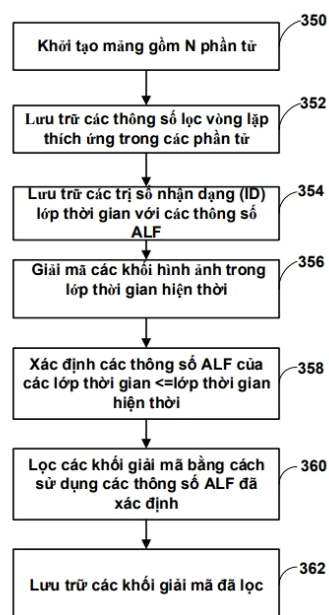 350
Khởi tạo mảng gồm N phần tử
352
Lưu trữ các thông số lọc vòng lặp
thích ứng trong các phần tử
354
Lưu trữ các trị số nhận dạng (ID)
lớp thời gian với các thông số
ALF
356
Giải mã các khối hình ảnh trong
lớp thời gian hiện thời
358
Xác định các thông số ALF của
các lớp thời gian <=lớp thời gian
hiện thời
360
Lọc các khối giải mã bằng cách
sử dụng các thông số ALF đã
xác định
362
Lưu trữ các khối giải mã đã lọc